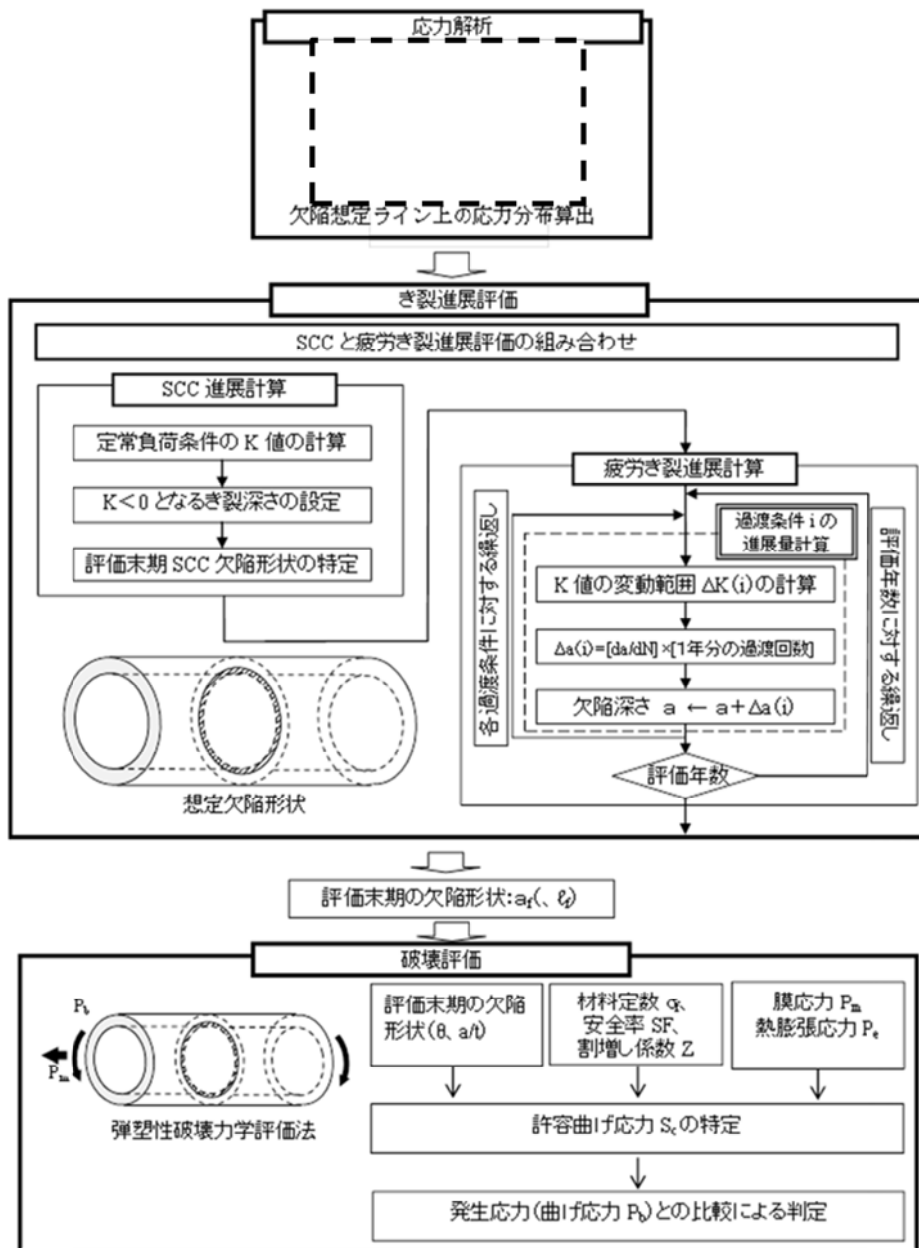 応力解析
欠陥想定ライン上の応力分布算出
き裂進展評価
SCCと疲労き裂進展評価の組み合わせ
SCC進展計算
定常負荷条件のK値の計算
K<0となるき裂深さの設定
評価末期SCC欠陥形状の特定
想定欠陥形状
疲労き裂進展計算
各過渡条件に対する繰返し
過渡条件iの
進展量計算
K値の変動範囲 ΔK(i)の計算
Δa(i)=[da/dN]×[1年分の過渡回数]
欠陥深さ a ← a+Δa(i)
評価年数
評価年数に対する繰返し
評価末期の欠陥形状:af(、ℓf)
破壊評価
Pb
Pm
弾塑性破壊力学評価法
評価末期の欠陥
形状(θ、a/t)
材料定数 σf、
安全率 SF、
割増し係数 Z
膜応力 Pm
熱膨張応力 Pe
許容曲げ応力 Scの特定
発生応力(曲げ応力 Pb)との比較による判定